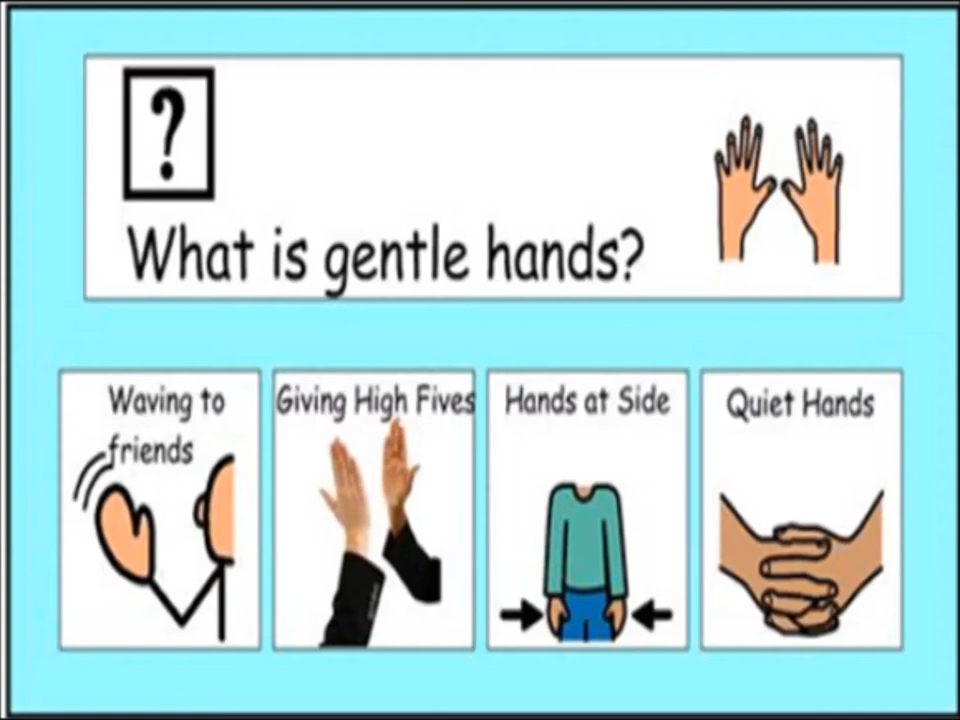 ?
What is gentle hands?
Waving to
friends
Giving High Fives
Hands at Side
Quiet Hands